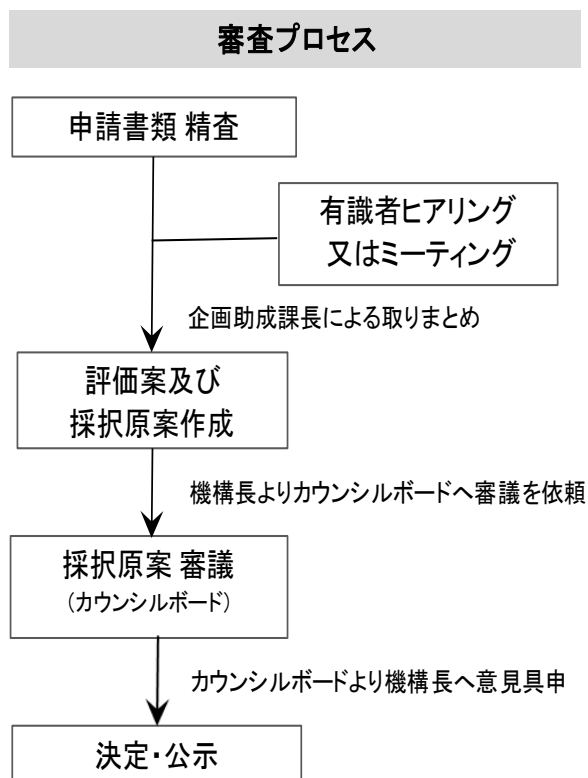 審査プロセス
申請書類 精査
有識者ヒアリング
又はミーティング
企画助成課長による取りまとめ
評価案及び
採択原案作成
機構長よりカウンシルボードへ審議を依頼
採択原案 審議
(カウンシルボード)
カウンシルボードより機構長へ意見具申
決定・公示